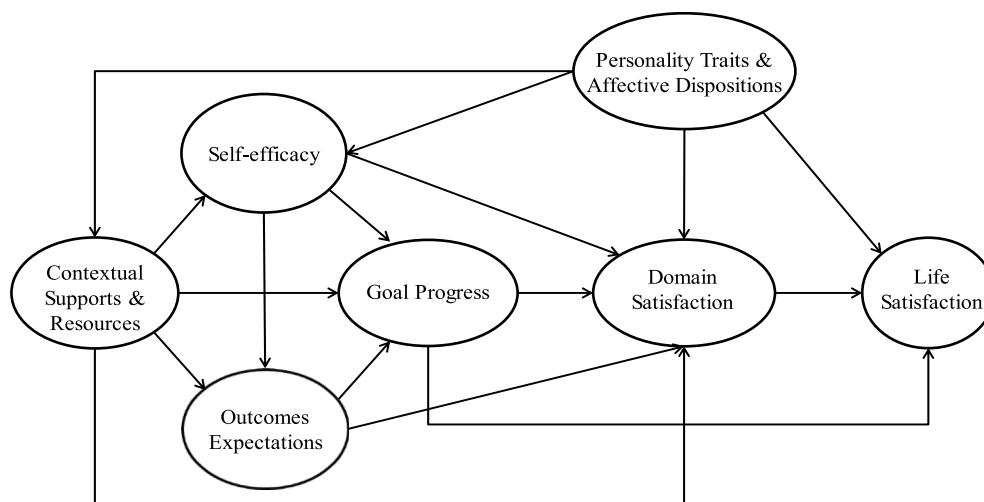 Personality Traits &
Affective Dispositions
Self-efficacy
Contextual
Supports &
Resources
Goal Progress
Domain
Satisfaction
Life
Satisfaction
Outcomes
Expectations